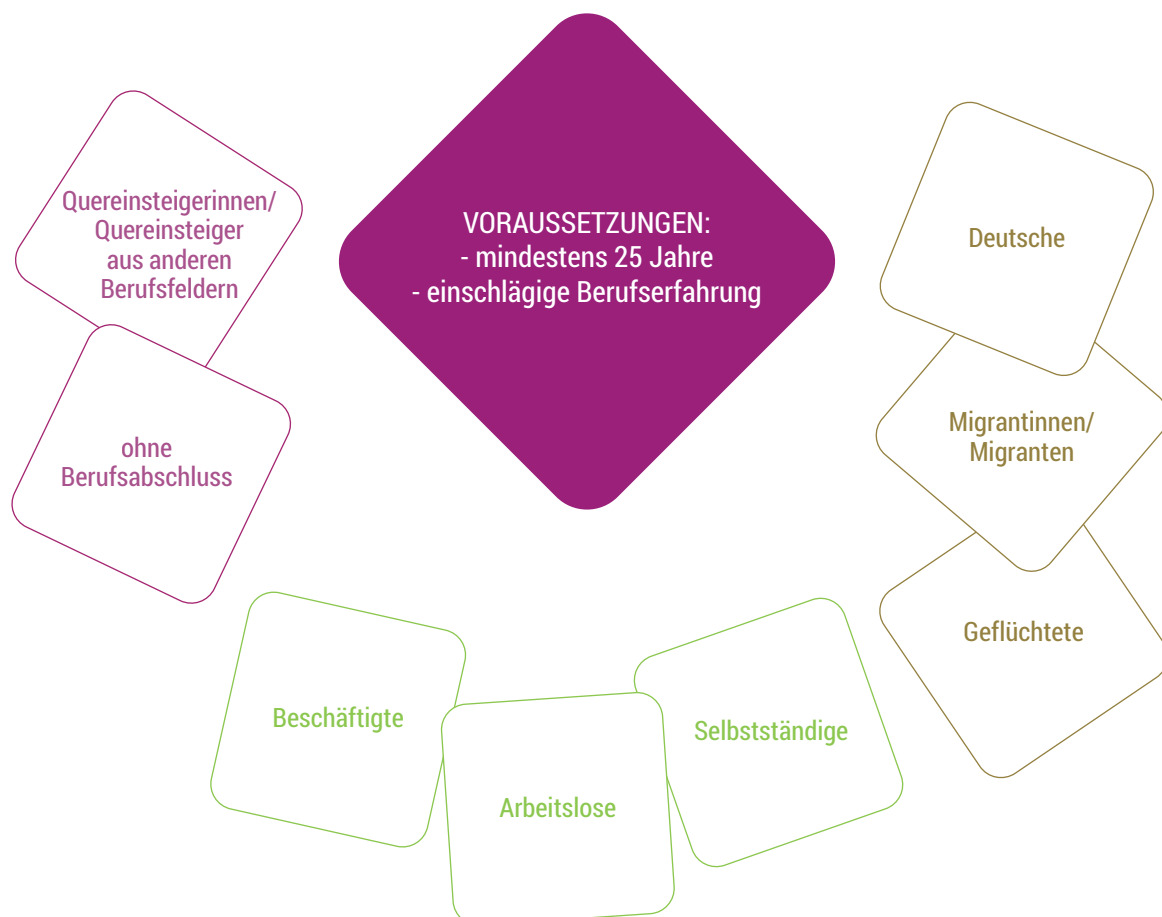 Quereinsteigerinnen/
Quereinsteiger
aus anderen
Berufsfeldern
ohne
Berufsabschluss
VORAUSSETZUNGEN:
- mindestens 25 Jahre
- einschlägige Berufserfahrung
Deutsche
Migrantinnen/
Migranten
Geflüchtete
Beschäftigte
Arbeitslose
Selbstständige